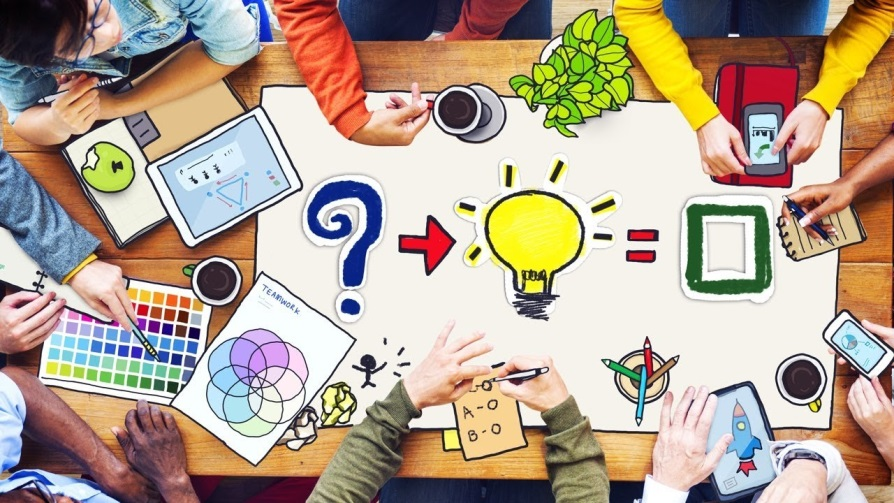 ? → = □
TEAMWORK
A-O
B-O